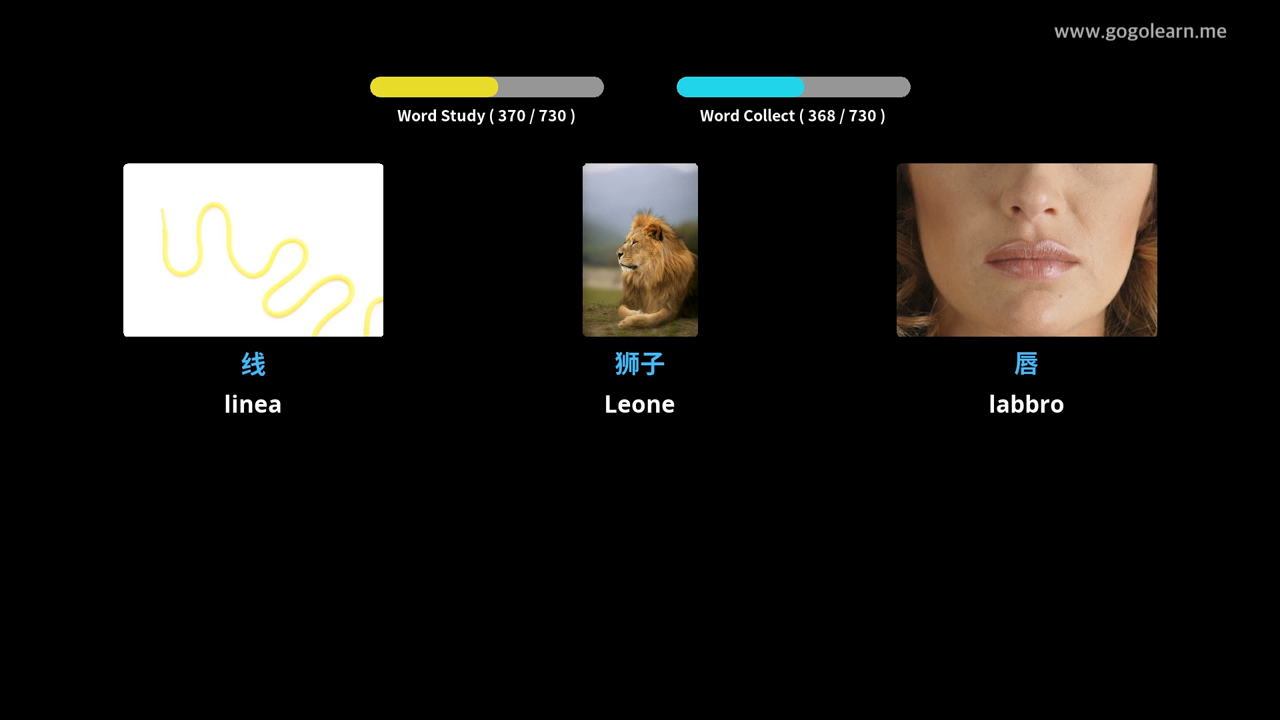 www.gogolearn.me
Word Study ( 370 / 730 )
Word Collect ( 368 / 730 )
线
linea
狮子
Leone
唇
labbro